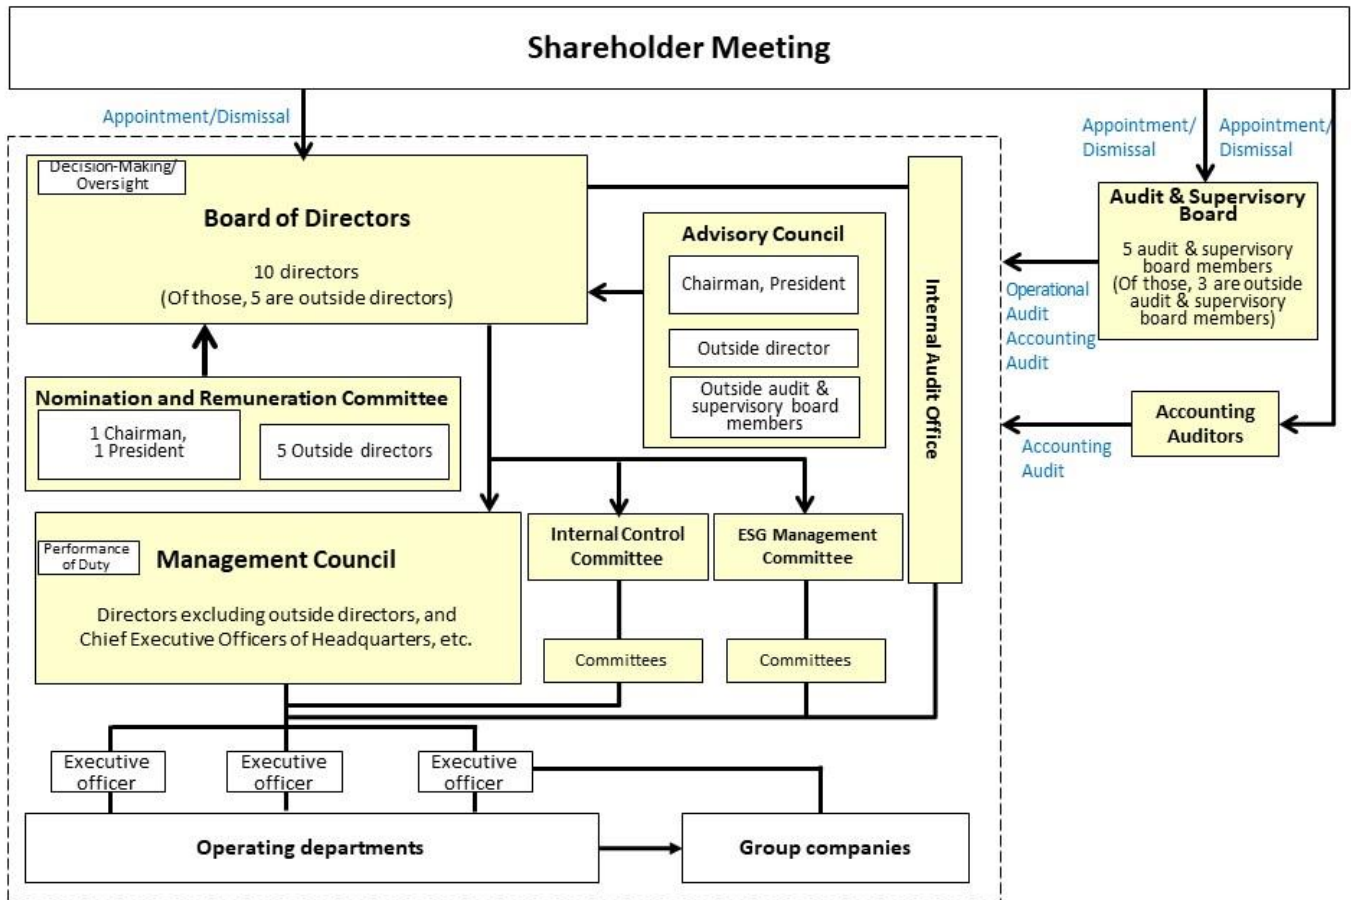 Shareholder Meeting
Appointment/Dismissal
Appointment/
Dismissal
Appointment/
Dismissal
Decision-Making/
Oversight
Board of Directors
10 directors
(Of those, 5 are outside directors)
Advisory Council
Chairman, President
Outside director
Outside audit &
supervisory board
members
Internal Audit Office
Audit & Supervisory
Board
5 audit & supervisory
board members
(Of those, 3 are outside
audit & supervisory
board members)
Operational
Audit
Accounting
Audit
Nomination and Remuneration Committee
1 Chairman,
1 President
5 Outside directors
Accounting
Auditors
Accounting
Audit
Performance
of Duty
Management Council
Directors excluding outside directors, and
Chief Executive Officers of Headquarters, etc.
Internal Control
Committee
ESG Management
Committee
Committees
Committees
Executive
officer
Executive
officer
Executive
officer
Operating departments
Group companies